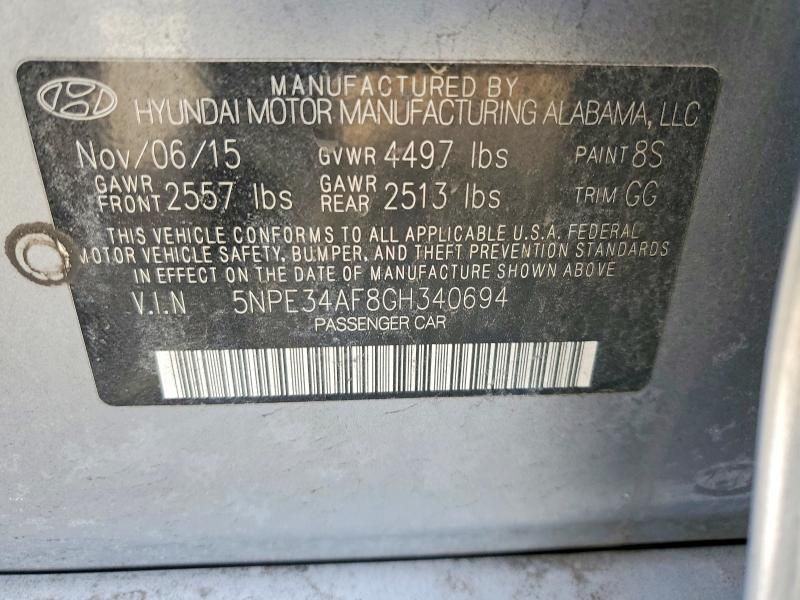 MANUFACTURED BY
HYUNDAI MOTOR MANUFACTURING ALABAMA, LLC
Nov/06/15 GVWR 4497 lbs PAINT 8S
GAWR FRONT 2557 lbs GAWR REAR 2513 lbs TRIM GG
THIS VEHICLE CONFORMS TO ALL APPLICABLE U.S.A. FEDERAL
MOTOR VEHICLE SAFETY, BUMPER, AND THEFT PREVENTION STANDARDS
IN EFFECT ON THE DATE OF MANUFACTURE SHOWN ABOVE.
V.I.N 5NPE34AF8GH340694
PASSENGER CAR